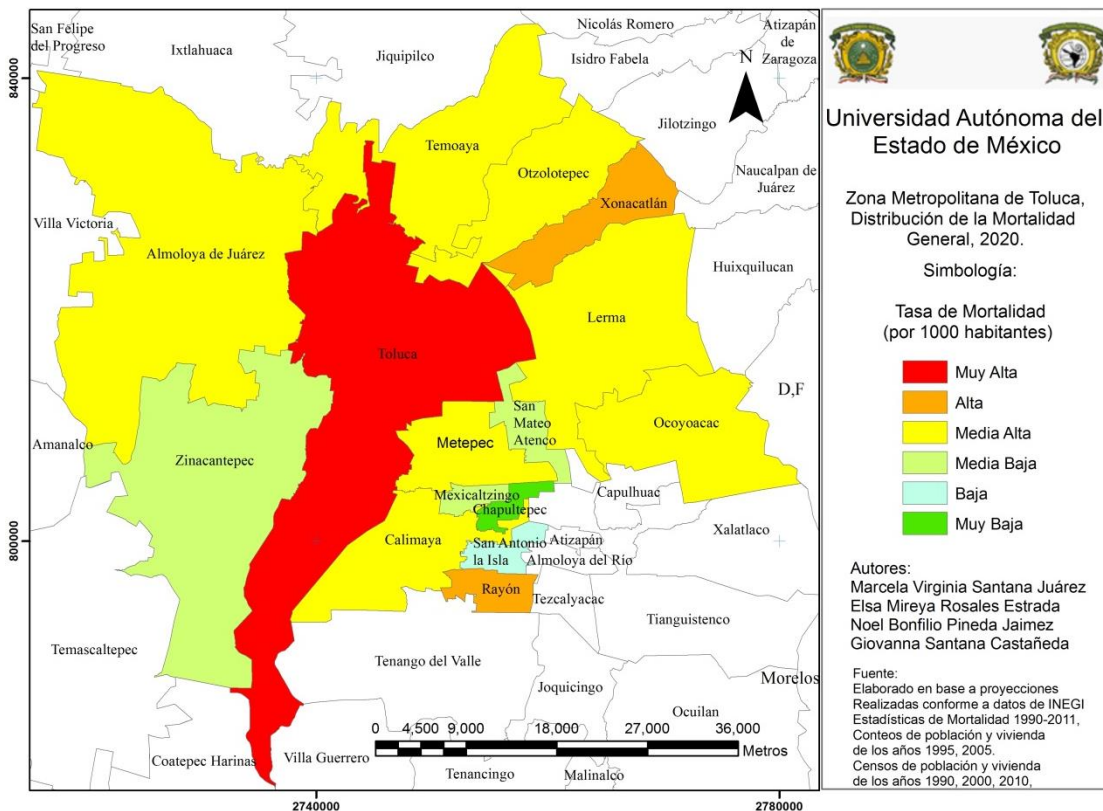 San Felipe
del Progreso
Ixtlahuaca
Jiquipilco
Nicolás Romero
Atizapán
de
Zaragoza
Isidro Fabela
N
840000
Temoaya
Jilotzingo
Otzolotepec
Naucalpan de
Juárez
Xonacatlán
Villa Victoria
Almoloya de Juárez
Huixquilucan
Lerma
Toluca
D,F
San
Mateo
Atenco
Ocoyoacac
Amanalco
Zinacantepec
Metepec
Mexicaltzingo
Chapultepec
Capulhuac
Xalatlaco
800000
Calimaya
San Antonio
la Isla
Atizapán
Almoloya del Río
Rayón
Tezcalyacac
Tianguistenco
Temascaltepec
Tenango del Valle
Joquicingo
Morelos
Ocuilan
0 4,500 9,000 18,000 27,000 36,000
Metros
Coatepec Harinas
Villa Guerrero
Tenancingo
Malinalco
2740000
2780000
Universidad Autónoma del
Estado de México
Zona Metropolitana de Toluca,
Distribución de la Mortalidad
General, 2020.
Simbología:
Tasa de Mortalidad
(por 1000 habitantes)
Muy Alta
Alta
Media Alta
Media Baja
Baja
Muy Baja
Autores:
Marcela Virginia Santana Juárez
Elsa Mireya Rosales Estrada
Noel Bonfilio Pineda Jaimez
Giovanna Santana Castañeda
Fuente:
Elaborado en base a proyecciones
Realizadas conforme a datos de INEGI
Estadísticas de Mortalidad 1990-2011,
Conteos de población y vivienda
de los años 1995, 2005.
Censos de población y vivienda
de los años 1990, 2000, 2010,